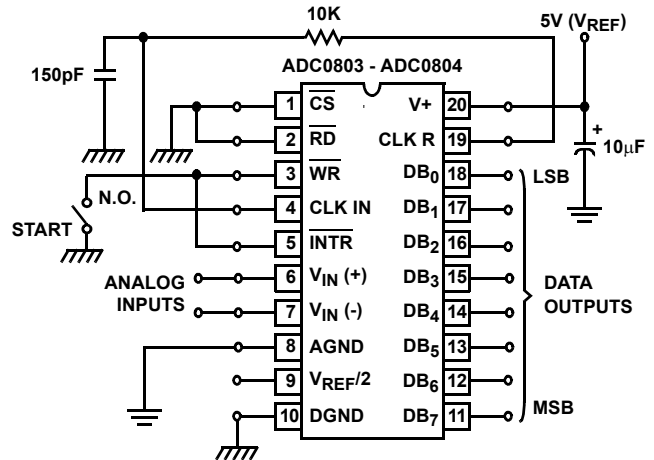 10K
5V (VREF)
150pF
ADC0803 - ADC0804
1 CS V+ 20
2 RD CLK R 19
+
10µF
3 WR DB0 18 LSB
N.O.
4 CLK IN DB1 17
START
5 INTR DB2 16
ANALOG
INPUTS
6 VIN (+) DB3 15
DATA
OUTPUTS
7 VIN (-) DB4 14
8 AGND DB5 13
9 VREF/2 DB6 12
10 DGND DB7 11 MSB